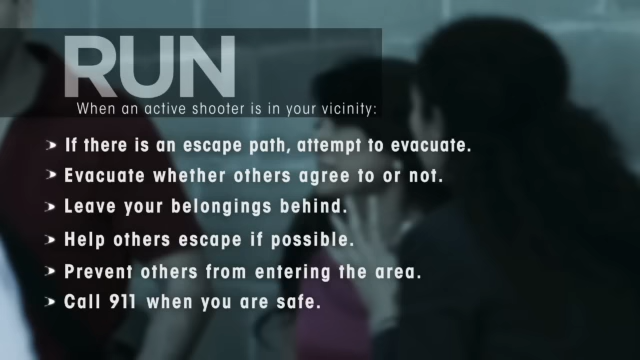 RUN
When an active shooter is in your vicinity:
If there is an escape path, attempt to evacuate.
Evacuate whether others agree to or not.
Leave your belongings behind.
Help others escape if possible.
Prevent others from entering the area.
Call 911 when you are safe.